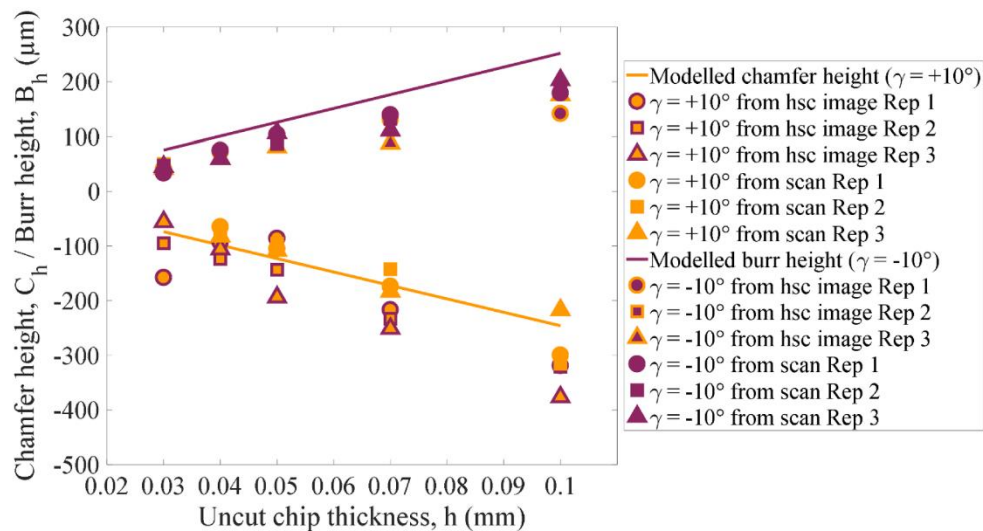 Chamfer height, C_h / Burr height, B_h (µm)
300
200
100
0
-100
-200
-300
-400
-500
0.02 0.03 0.04 0.05 0.06 0.07 0.08 0.09 0.1
Uncut chip thickness, h (mm)
Modelled chamfer height (γ = +10°)
γ = +10° from hsc image Rep 1
γ = +10° from hsc image Rep 2
γ = +10° from hsc image Rep 3
γ = +10° from scan Rep 1
γ = +10° from scan Rep 2
γ = +10° from scan Rep 3
Modelled burr height (γ = -10°)
γ = -10° from hsc image Rep 1
γ = -10° from hsc image Rep 2
γ = -10° from hsc image Rep 3
γ = -10° from scan Rep 1
γ = -10° from scan Rep 2
γ = -10° from scan Rep 3